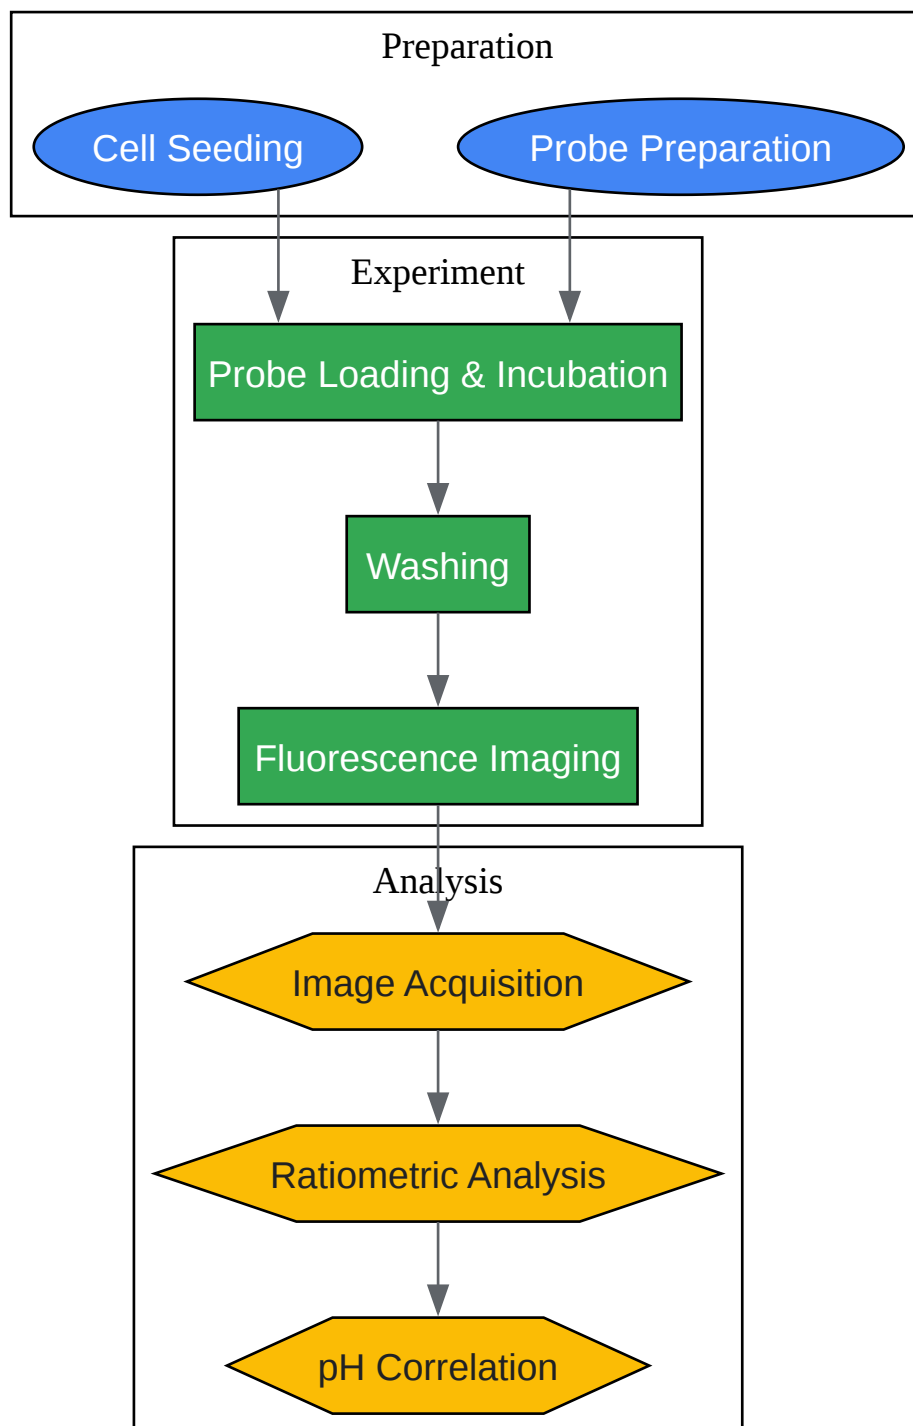 Preparation
Cell Seeding
Probe Preparation
Experiment
Probe Loading & Incubation
Washing
Fluorescence Imaging
Analysis
Image Acquisition
Ratiometric Analysis
pH Correlation